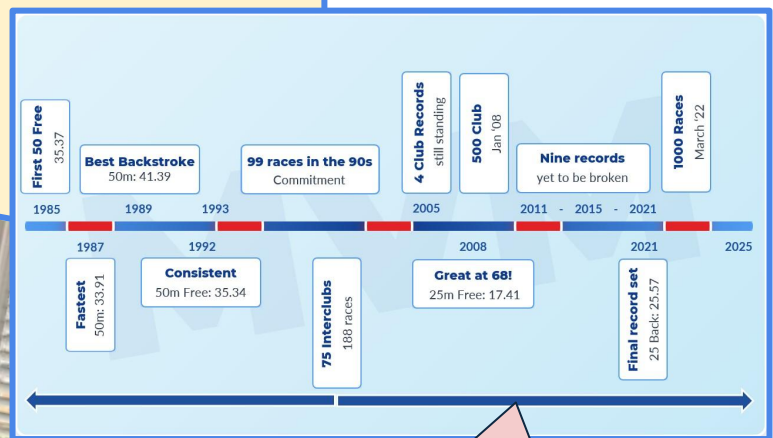 First 50 Free
35.37
Best Backstroke
50m: 41.39
99 races in the 90s
Commitment
4 Club Records
still standing
500 Club
Jan '08
Nine records
yet to be broken
1000 Races
March '22
1985
1989
1993
2005
2011 - 2015 - 2021
1987
1992
2008
2021
2025
Fastest
50m: 33.91
Consistent
50m Free: 35.34
75 Interclubs
188 races
Great at 68!
25m Free: 17.41
Final record set
25 Back: 25.57
MVM